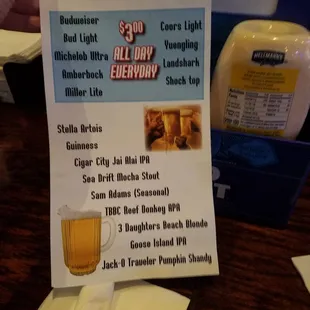 Budweiser
Bud Light
Michelob Ultra
Amberbock
Miller Lite
$3.00
ALL DAY
EVERYDAY
Coors Light
Yuengling
Landshark
Shock top
Stella Artois
Guinness
Cigar City Jai Alai IPA
Sea Drift Mocha Stout
Sam Adams (Seasonal)
TBBC Reef Donkey APA
3 Daughters Beach Blonde
Goose Island IPA
Jack-O Traveler Pumpkin Shandy
HELLMANN'S